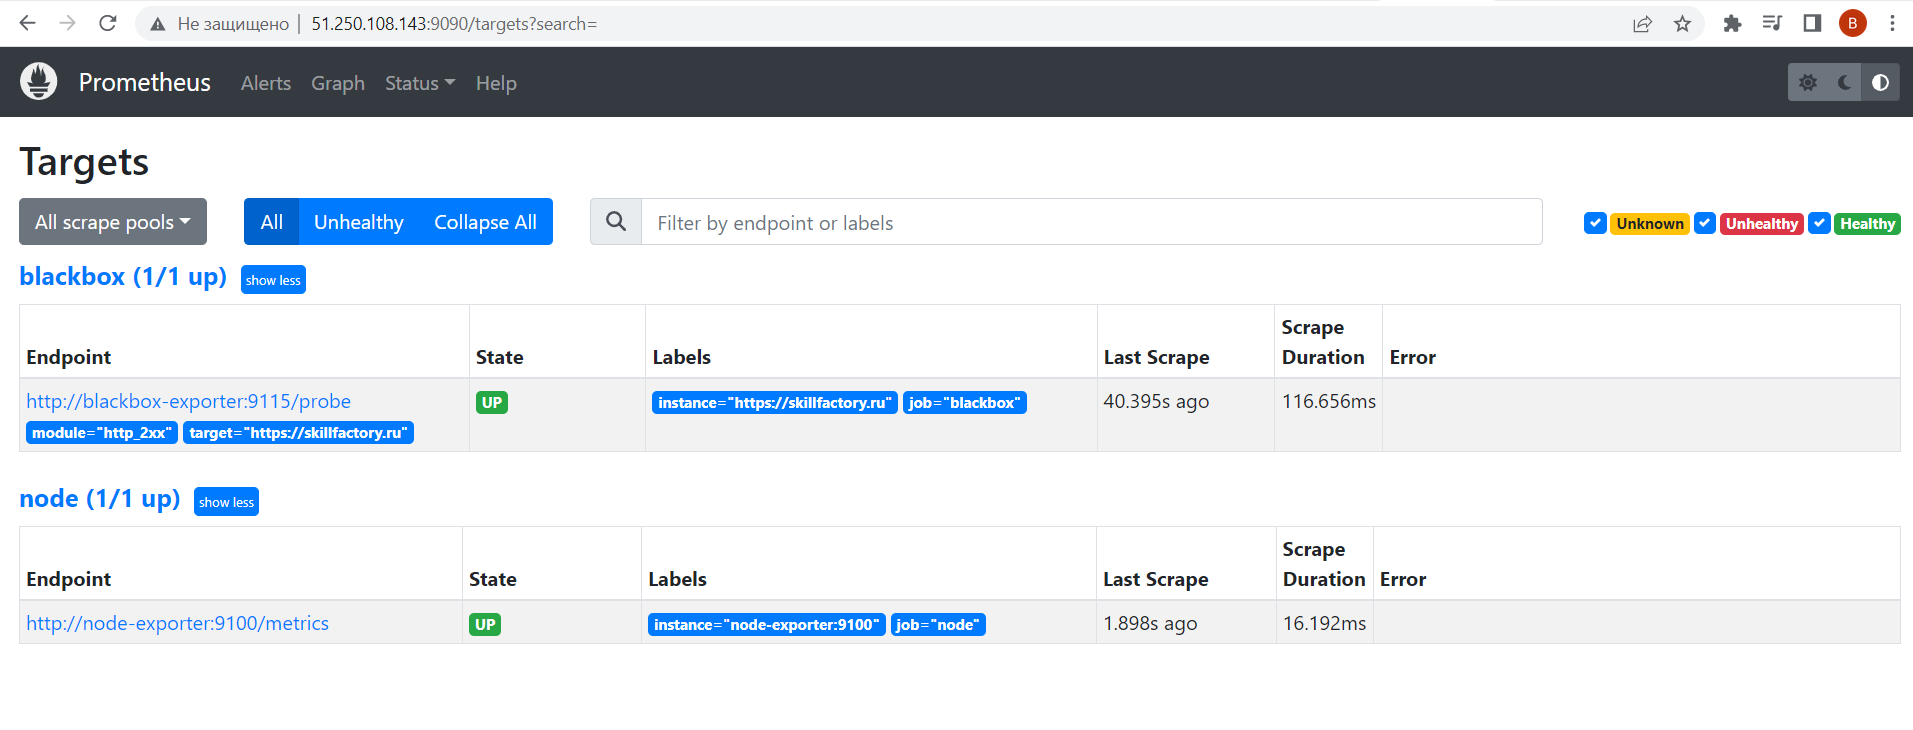 Не защищено | 51.250.108.143:9090/targets?search= B
Prometheus Alerts Graph Status Help
Targets
All scrape pools All Unhealthy Collapse All Filter by endpoint or labels Unknown Unhealthy Healthy
blackbox (1/1 up) show less
Endpoint State Labels Last Scrape Scrape Duration Error
http://blackbox-exporter:9115/probe UP instance="https://skillfactory.ru" job="blackbox" 40.395s ago 116.656ms
module="http_2xx" target="https://skillfactory.ru"
node (1/1 up) show less
Endpoint State Labels Last Scrape Scrape Duration Error
http://node-exporter:9100/metrics UP instance="node-exporter:9100" job="node" 1.898s ago 16.192ms